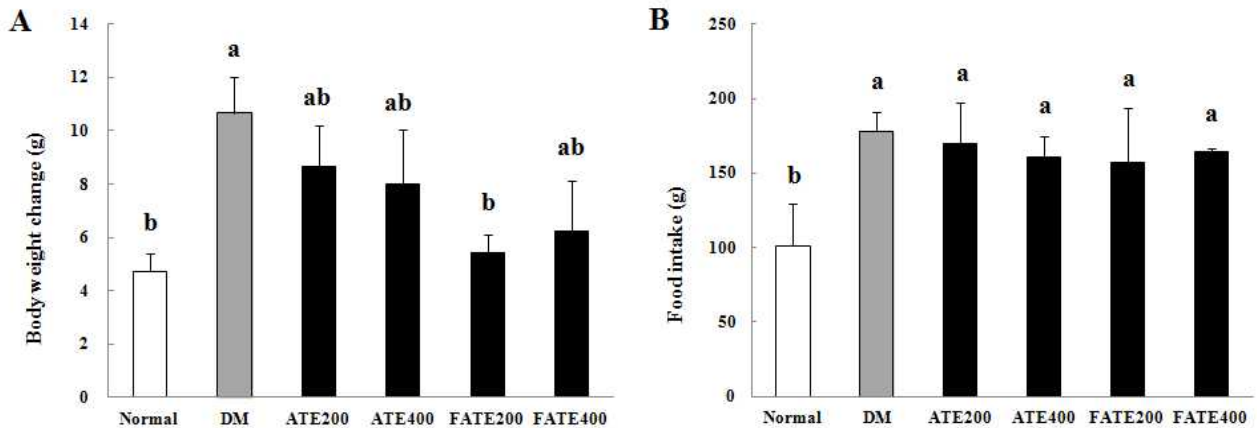 A
Body weight change (g)
14
12
10
8
6
4
2
0
b
a
ab
ab
b
ab
Normal DM ATE200 ATE400 FATE200 FATE400
B
Food intake (g)
250
200
150
100
50
0
b
a
a
a
a
a
Normal DM ATE200 ATE400 FATE200 FATE400